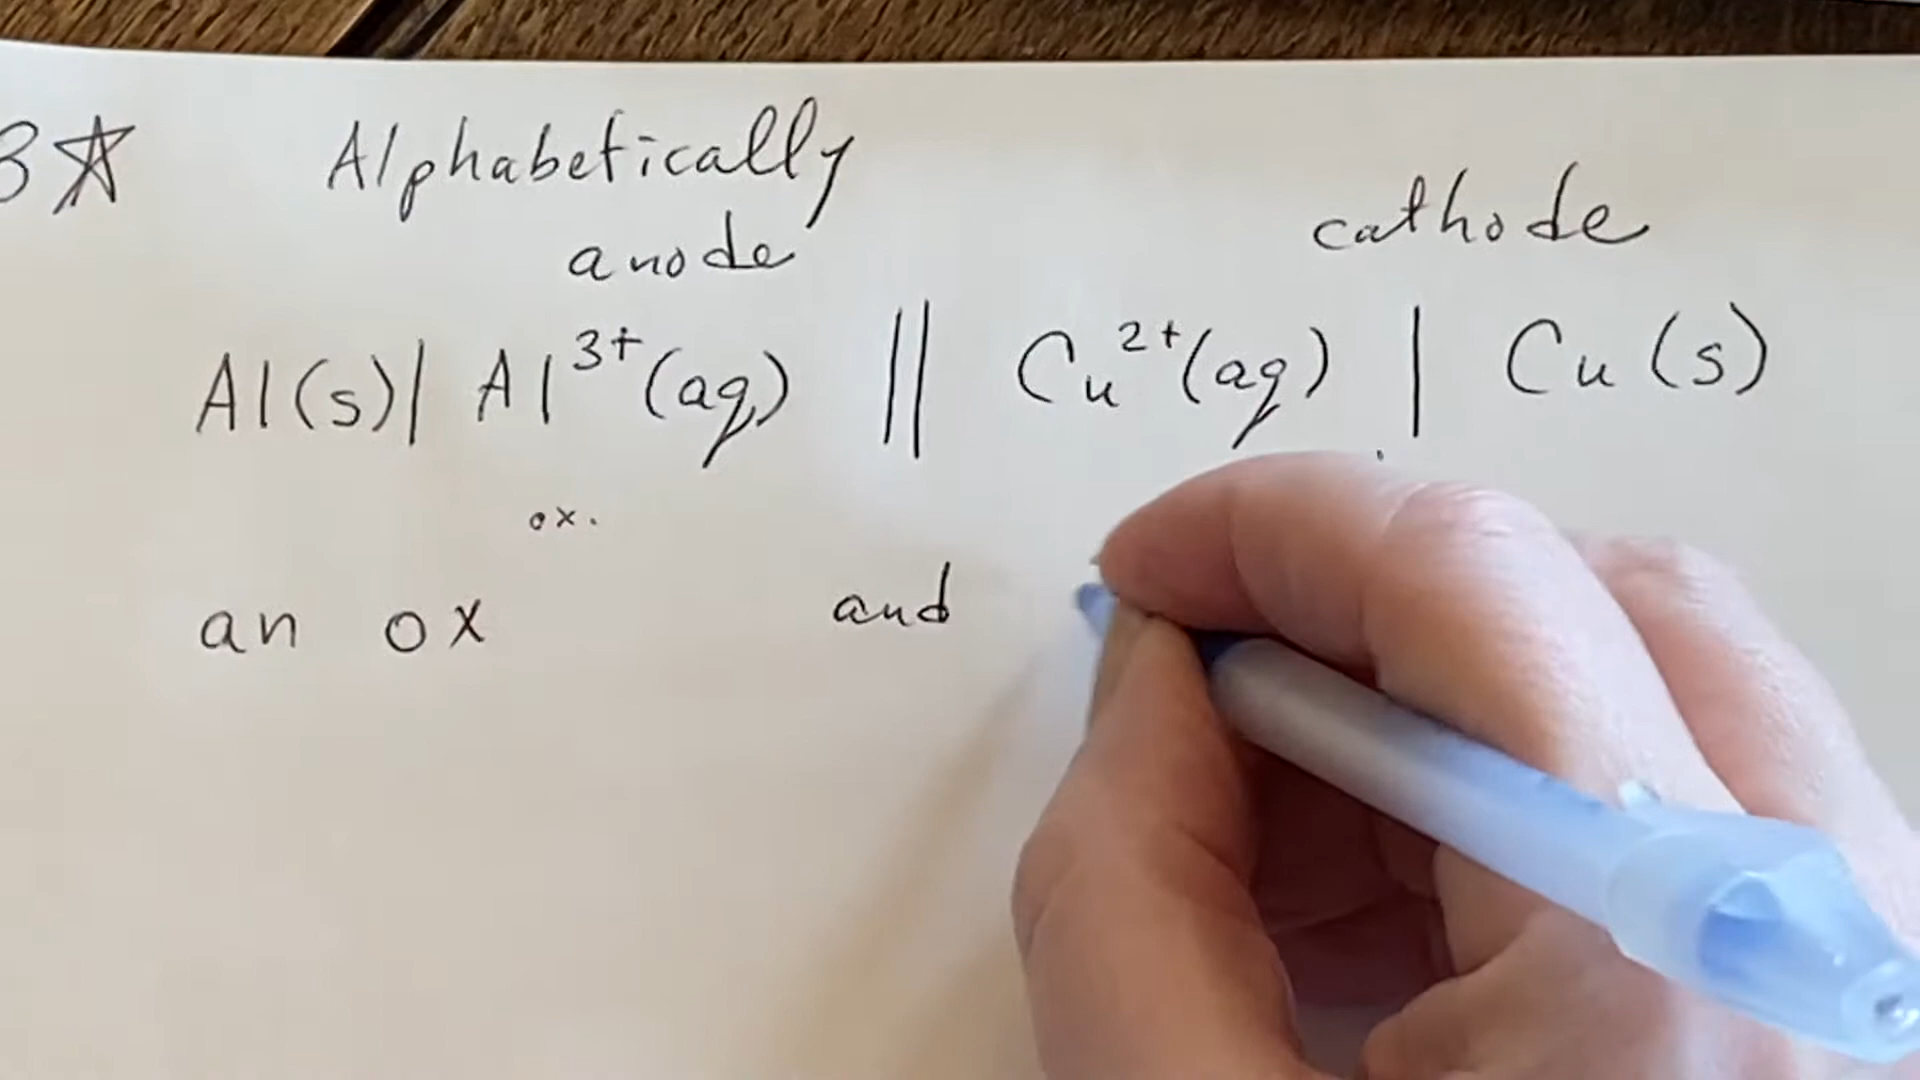 3☆ Alphabetically
anode cathode
Al(s)| Al³⁺(aq) || Cu²⁺(aq) | Cu(s)
ox.
an ox and